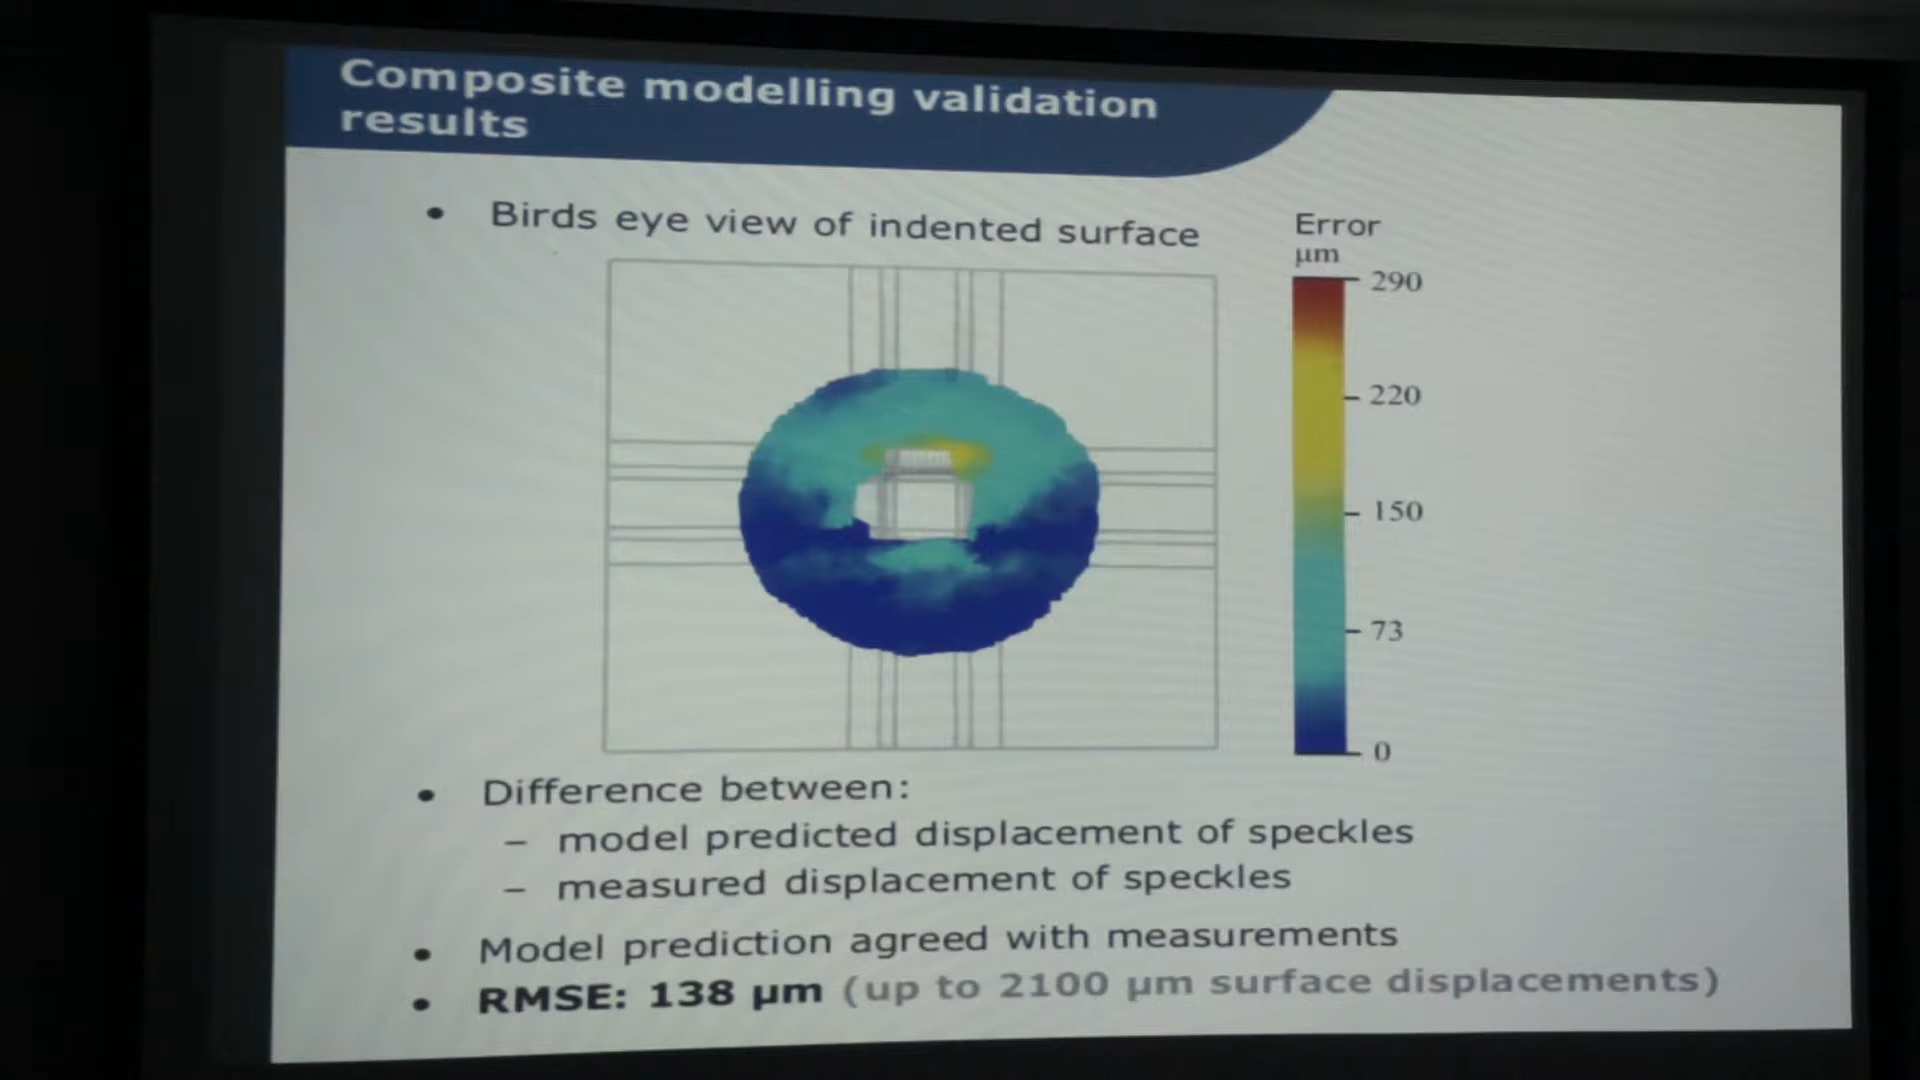 Composite modelling validation
results
• Birds eye view of indented surface
Error
µm
290
220
150
73
0
• Difference between:
– model predicted displacement of speckles
– measured displacement of speckles
• Model prediction agreed with measurements
• RMSE: 138 µm (up to 2100 µm surface displacements)